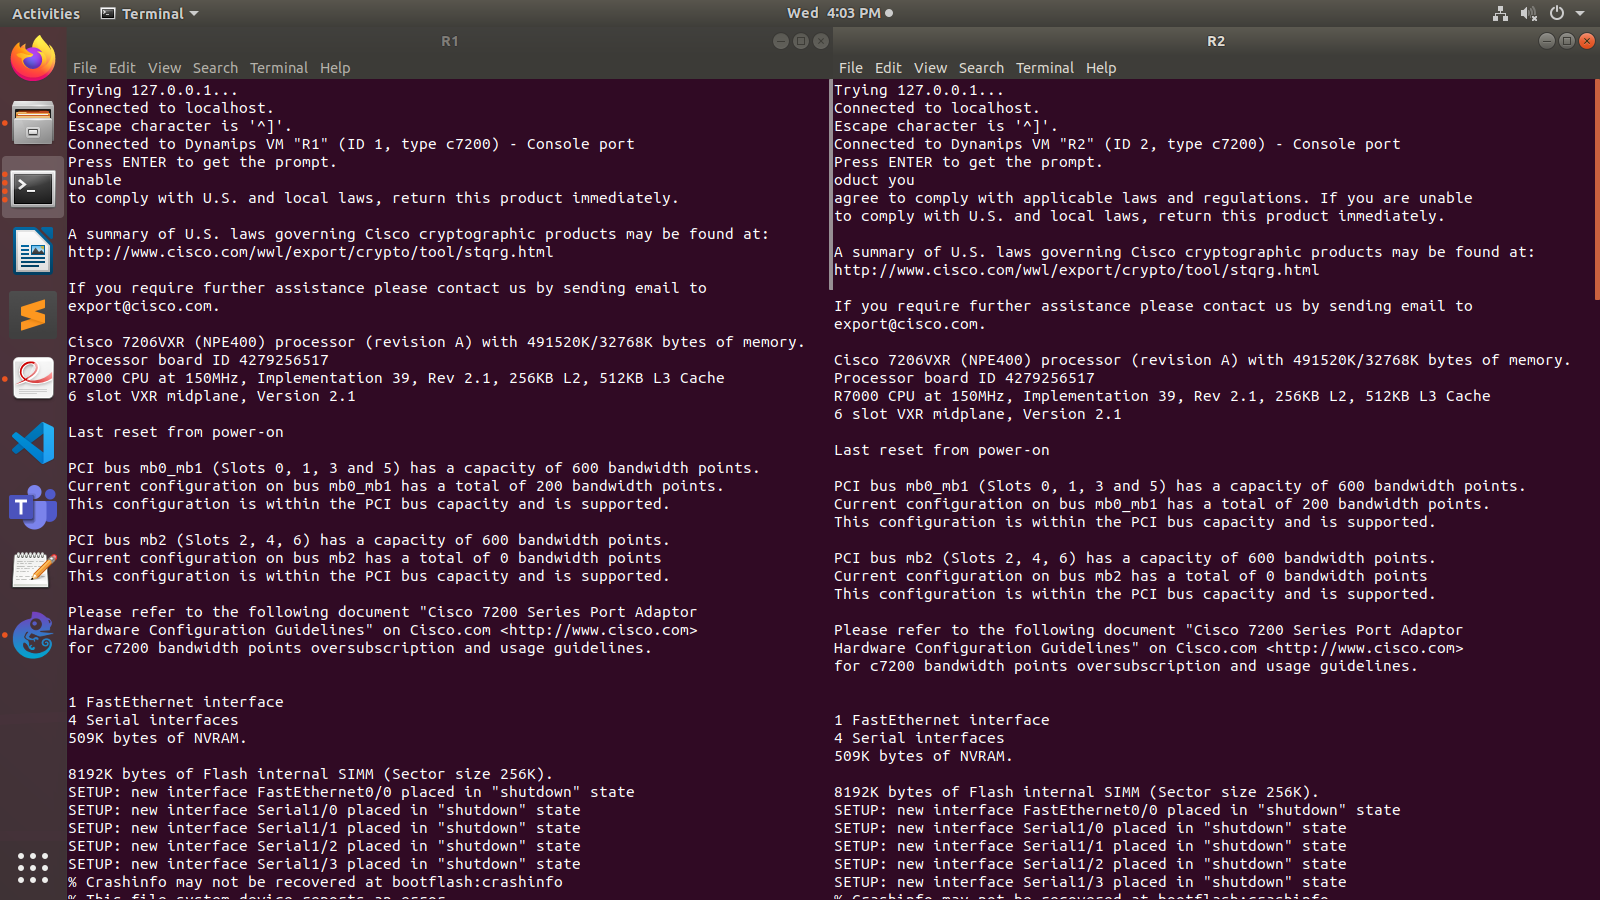 Activities
Terminal
Wed 4:03 PM
R1
File Edit View Search Terminal Help
Trying 127.0.0.1...
Connected to localhost.
Escape character is '^]'.
Connected to Dynamips VM "R1" (ID 1, type c7200) - Console port
Press ENTER to get the prompt.
unable
to comply with U.S. and local laws, return this product immediately.
A summary of U.S. laws governing Cisco cryptographic products may be found at:
http://www.cisco.com/wwl/export/crypto/tool/stqrg.html
If you require further assistance please contact us by sending email to
export@cisco.com.
Cisco 7206VXR (NPE400) processor (revision A) with 491520K/32768K bytes of memory.
Processor board ID 4279256517
R7000 CPU at 150MHz, Implementation 39, Rev 2.1, 256KB L2, 512KB L3 Cache
6 slot VXR midplane, Version 2.1
Last reset from power-on
PCI bus mb0_mb1 (Slots 0, 1, 3 and 5) has a capacity of 600 bandwidth points.
Current configuration on bus mb0_mb1 has a total of 200 bandwidth points.
This configuration is within the PCI bus capacity and is supported.
PCI bus mb2 (Slots 2, 4, 6) has a capacity of 600 bandwidth points.
Current configuration on bus mb2 has a total of 0 bandwidth points
This configuration is within the PCI bus capacity and is supported.
Please refer to the following document "Cisco 7200 Series Port Adaptor
Hardware Configuration Guidelines" on Cisco.com <http://www.cisco.com>
for c7200 bandwidth points oversubscription and usage guidelines.
1 FastEthernet interface
4 Serial interfaces
509K bytes of NVRAM.
8192K bytes of Flash internal SIMM (Sector size 256K).
SETUP: new interface FastEthernet0/0 placed in "shutdown" state
SETUP: new interface Serial1/0 placed in "shutdown" state
SETUP: new interface Serial1/1 placed in "shutdown" state
SETUP: new interface Serial1/2 placed in "shutdown" state
SETUP: new interface Serial1/3 placed in "shutdown" state
% Crashinfo may not be recovered at bootflash:crashinfo
% This file system device reports an error
R2
File Edit View Search Terminal Help
Trying 127.0.0.1...
Connected to localhost.
Escape character is '^]'.
Connected to Dynamips VM "R2" (ID 2, type c7200) - Console port
Press ENTER to get the prompt.
oduct you
agree to comply with applicable laws and regulations. If you are unable
to comply with U.S. and local laws, return this product immediately.
A summary of U.S. laws governing Cisco cryptographic products may be found at:
http://www.cisco.com/wwl/export/crypto/tool/stqrg.html
If you require further assistance please contact us by sending email to
export@cisco.com.
Cisco 7206VXR (NPE400) processor (revision A) with 491520K/32768K bytes of memory.
Processor board ID 4279256517
R7000 CPU at 150MHz, Implementation 39, Rev 2.1, 256KB L2, 512KB L3 Cache
6 slot VXR midplane, Version 2.1
Last reset from power-on
PCI bus mb0_mb1 (Slots 0, 1, 3 and 5) has a capacity of 600 bandwidth points.
Current configuration on bus mb0_mb1 has a total of 200 bandwidth points.
This configuration is within the PCI bus capacity and is supported.
PCI bus mb2 (Slots 2, 4, 6) has a capacity of 600 bandwidth points.
Current configuration on bus mb2 has a total of 0 bandwidth points
This configuration is within the PCI bus capacity and is supported.
Please refer to the following document "Cisco 7200 Series Port Adaptor
Hardware Configuration Guidelines" on Cisco.com <http://www.cisco.com>
for c7200 bandwidth points oversubscription and usage guidelines.
1 FastEthernet interface
4 Serial interfaces
509K bytes of NVRAM.
8192K bytes of Flash internal SIMM (Sector size 256K).
SETUP: new interface FastEthernet0/0 placed in "shutdown" state
SETUP: new interface Serial1/0 placed in "shutdown" state
SETUP: new interface Serial1/1 placed in "shutdown" state
SETUP: new interface Serial1/2 placed in "shutdown" state
SETUP: new interface Serial1/3 placed in "shutdown" state
% Crashinfo may not be recovered at bootflash:crashinfo